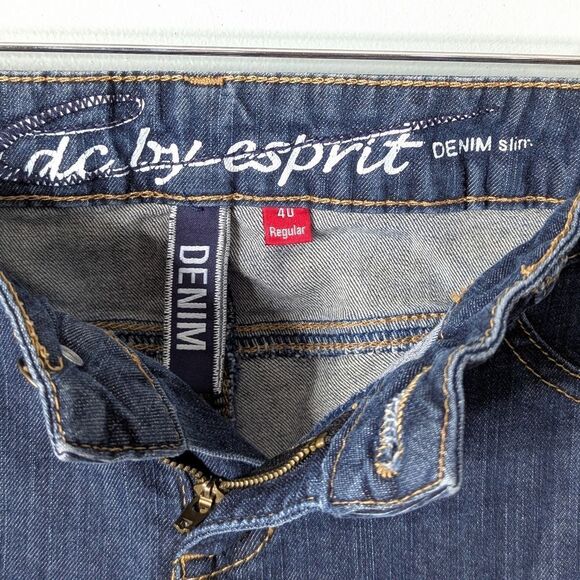 dc by esprit DENIM slim
40
Regular
DENIM